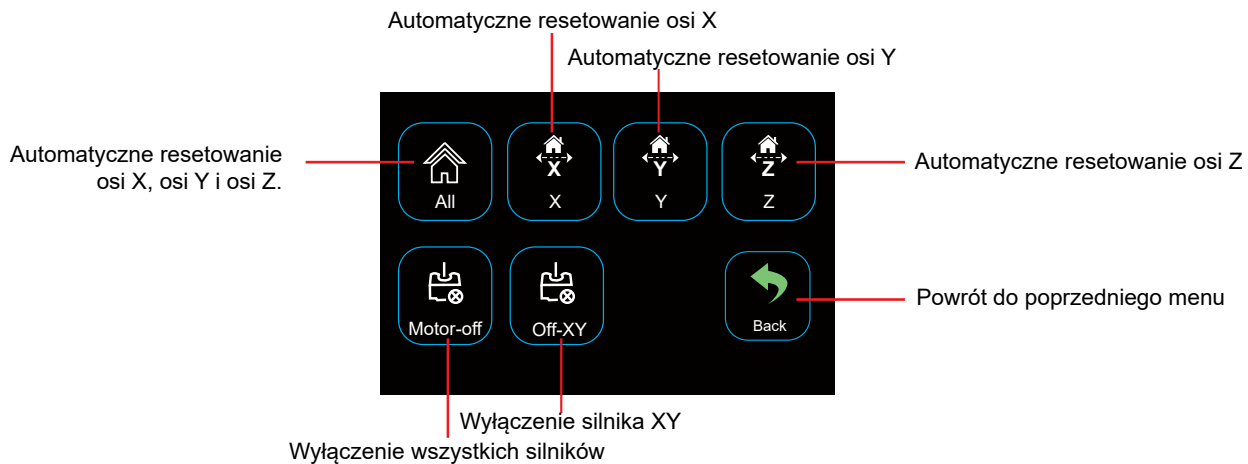 Automatyczne resetowanie osi X
Automatyczne resetowanie osi Y
Automatyczne resetowanie
osi X, osi Y i osi Z.
X
Y
Z
All
X
Y
Z
Automatyczne resetowanie osi Z
Motor-off
Off-XY
Back
Powrót do poprzedniego menu
Wyłączenie silnika XY
Wyłączenie wszystkich silników